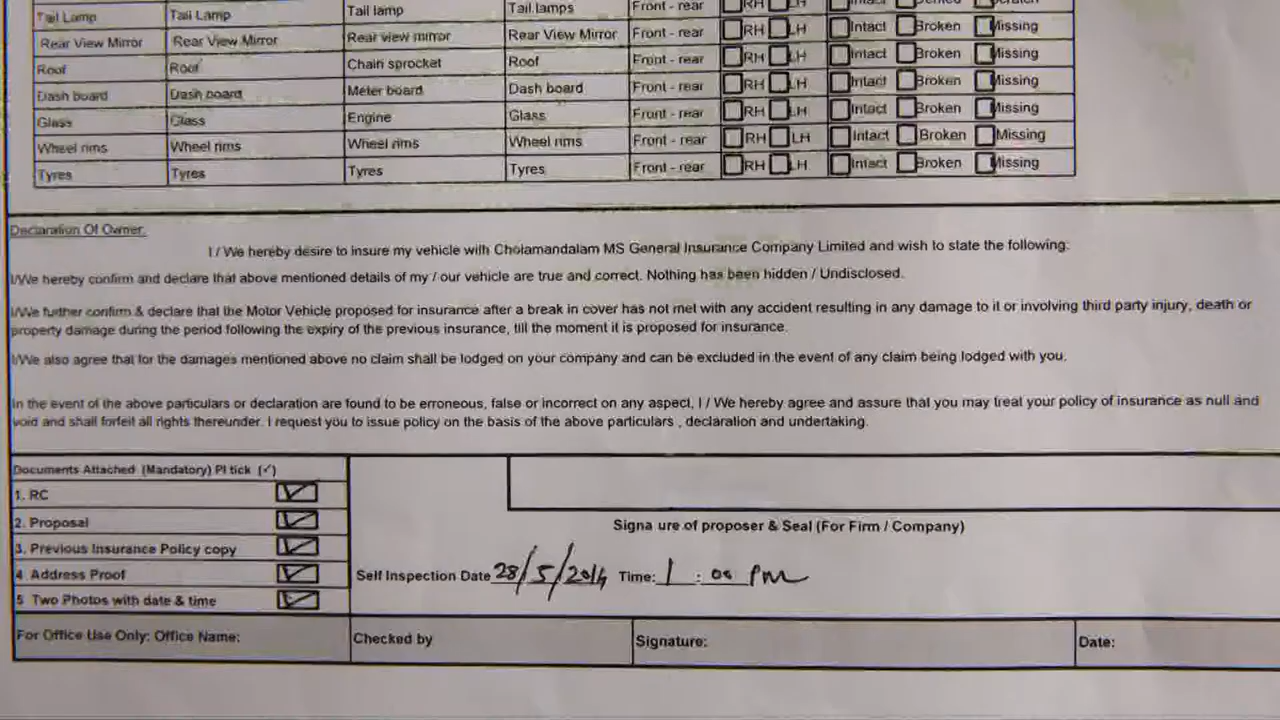 Tail Lamp Tail Lamp Tail lamp Tail lamps Front - rear RH LH Intact
Rear View Mirror Rear View Mirror Rear view mirror Rear View Mirror Front - rear RH LH Intact Broken Missing
Roof Roof Chain sprocket Roof Front - rear RH LH Intact Broken Missing
Dash board Dash board Meter board Dash board Front - rear RH LH Intact Broken Missing
Glass Glass Engine Glass Front - rear RH LH Intact Broken Missing
Wheel rims Wheel rims Wheel rims Wheel rims Front - rear RH LH Intact Broken Missing
Tyres Tyres Tyres Tyres Front - rear RH LH Intact Broken Missing
Declaration Of Owner
I / We hereby desire to insure my vehicle with Cholamandalam MS General Insurance Company Limited and wish to state the following:
I/We hereby confirm and declare that above mentioned details of my / our vehicle are true and correct. Nothing has been hidden / Undisclosed.
I/We further confirm & declare that the Motor Vehicle proposed for insurance after a break in cover has not met with any accident resulting in any damage to it or involving third party injury, death or
property damage during the period following the expiry of the previous insurance, till the moment it is proposed for insurance.
I/We also agree that for the damages mentioned above no claim shall be lodged on your company and can be excluded in the event of any claim being lodged with you.
In the event of the above particulars or declaration are found to be erroneous, false or incorrect on any aspect, I / We hereby agree and assure that you may treat your policy of insurance as null and
void and shall forfeit all rights thereunder. I request you to issue policy on the basis of the above particulars , declaration and undertaking.
Documents Attached (Mandatory) Pl tick (✓)
1. RC
2. Proposal
3. Previous Insurance Policy copy
4. Address Proof
5 Two Photos with date & time
Signa ure of proposer & Seal (For Firm / Company)
Self Inspection Date 28/5/2014 Time: 1 : 00 PM
For Office Use Only: Office Name: Checked by Signature: Date: